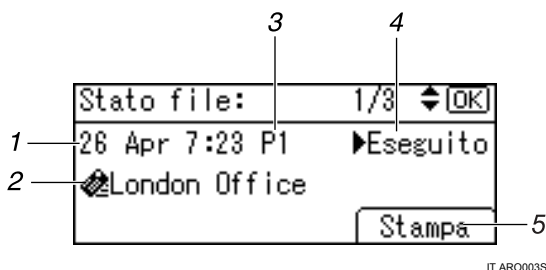 3 4
Stato file: 1/3 OK
1 26 Apr 7:23 P1 Eseguito
2 London Office
Stampa 5
IT ARO003S